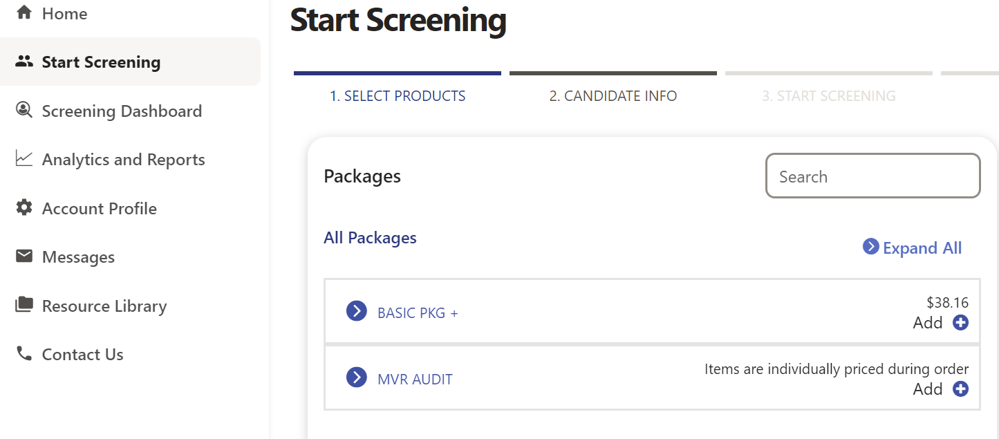 Home
Start Screening
Screening Dashboard
Analytics and Reports
Account Profile
Messages
Resource Library
Contact Us
Start Screening
1. SELECT PRODUCTS
2. CANDIDATE INFO
3. START SCREENING
Packages
Search
All Packages
Expand All
BASIC PKG +
$38.16
Add
MVR AUDIT
Items are individually priced during order
Add